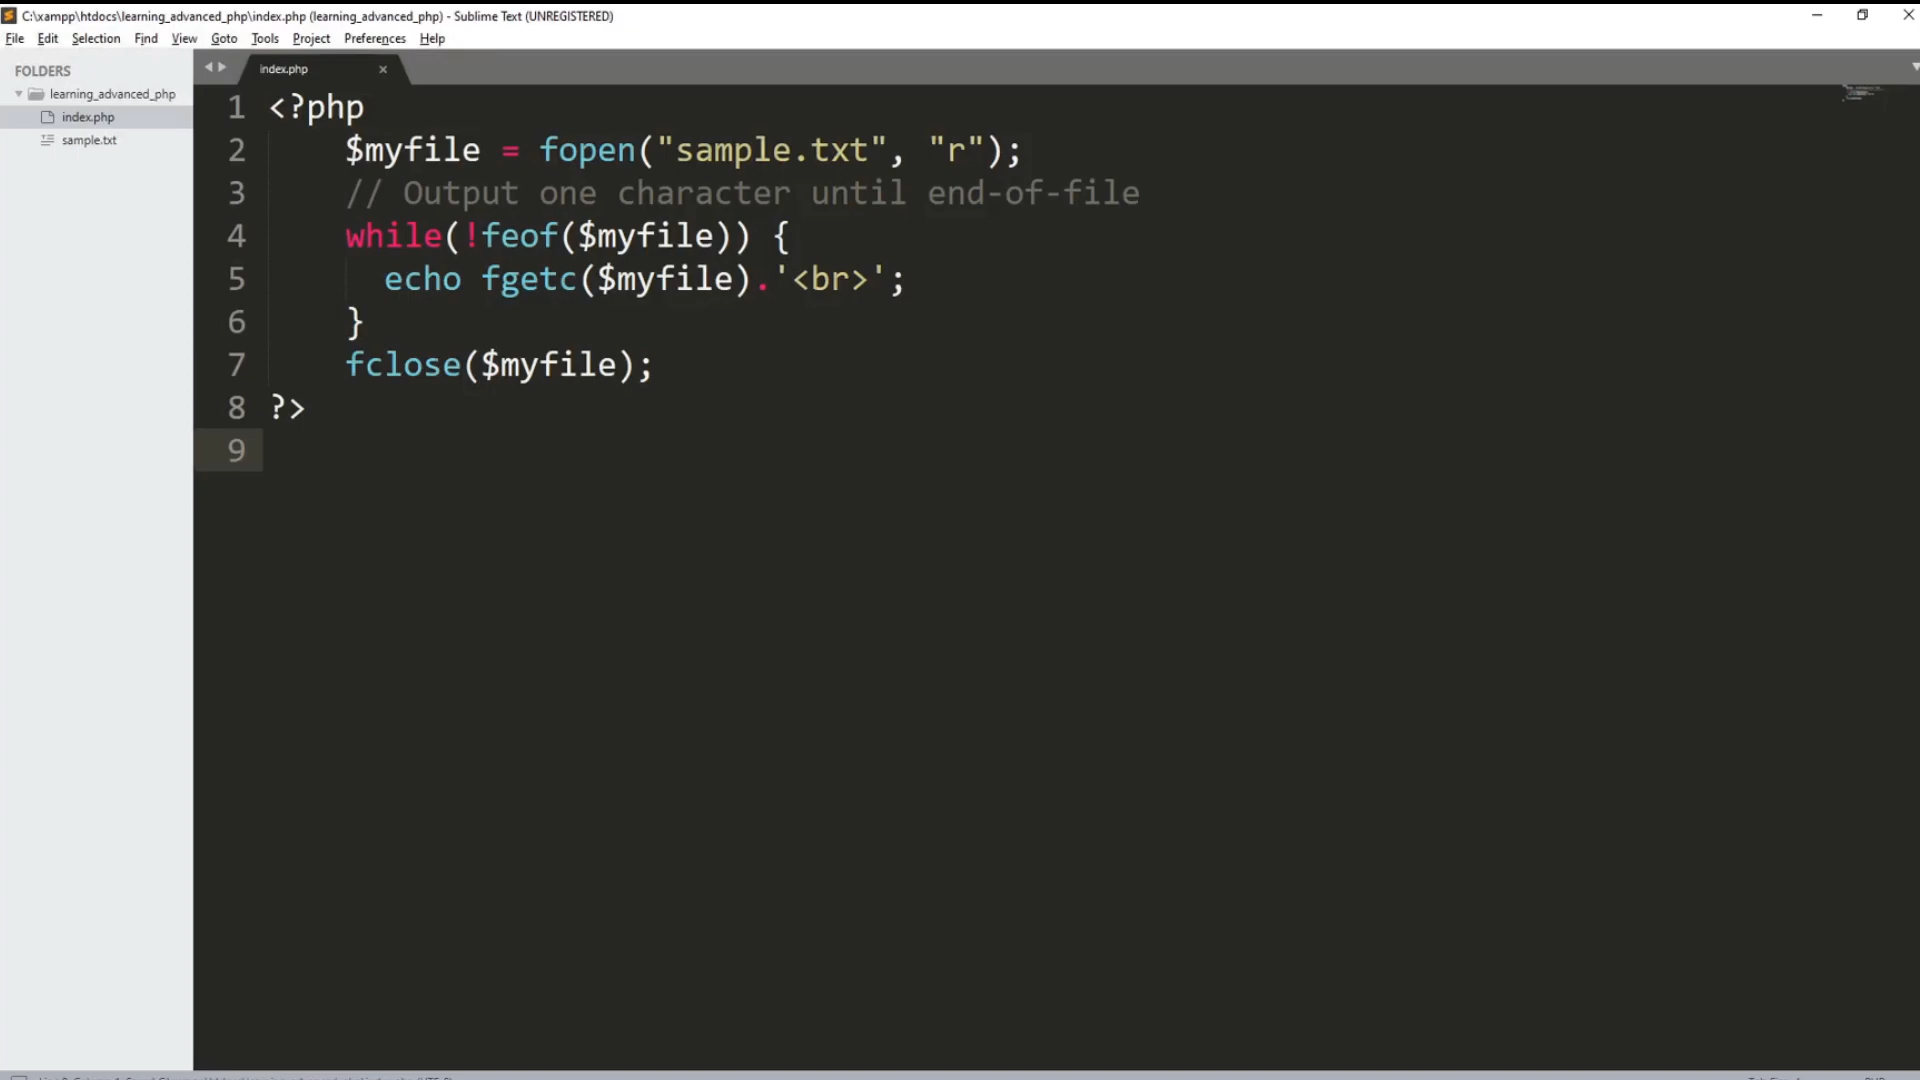 C:\xampp\htdocs\learning_advanced_php\index.php (learning_advanced_php) - Sublime Text (UNREGISTERED)
File Edit Selection Find View Goto Tools Project Preferences Help
FOLDERS
learning_advanced_php
index.php
sample.txt
index.php
1 <?php
2     $myfile = fopen("sample.txt", "r");
3     // Output one character until end-of-file
4     while(!feof($myfile)) {
5       echo fgetc($myfile).'<br>';
6     }
7     fclose($myfile);
8 ?>
9